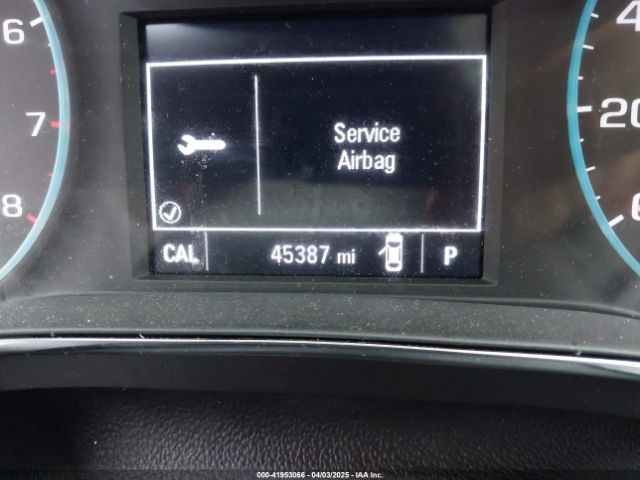 6
7
8
Service
Airbag
CAL 45387 mi P
20
000-41953066 - 04/03/2025 - IAA Inc.